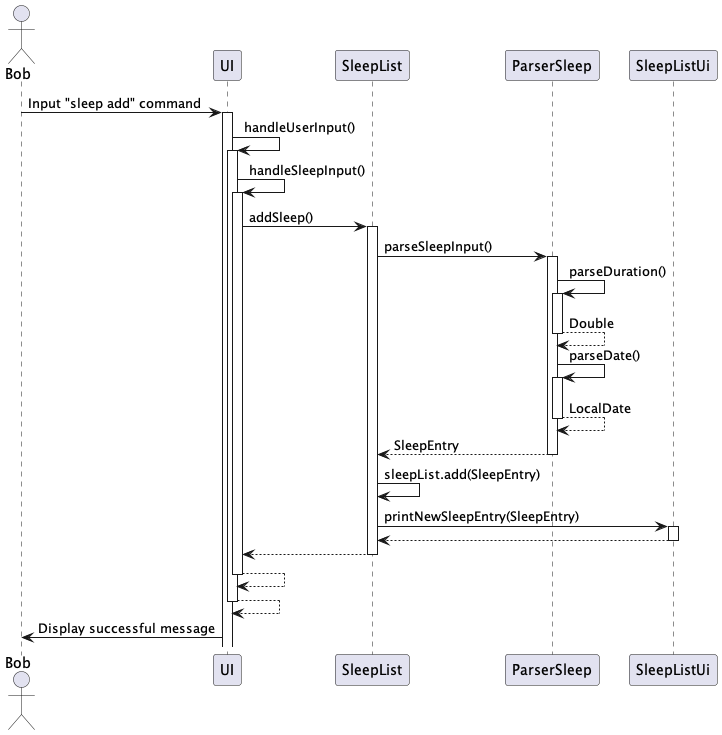 Bob
UI
SleepList
ParserSleep
SleepListUi
Input "sleep add" command
handleUserInput()
handleSleepInput()
addSleep()
parseSleepInput()
parseDuration()
Double
parseDate()
LocalDate
SleepEntry
sleepList.add(SleepEntry)
printNewSleepEntry(SleepEntry)
Display successful message
Bob
UI
SleepList
ParserSleep
SleepListUi